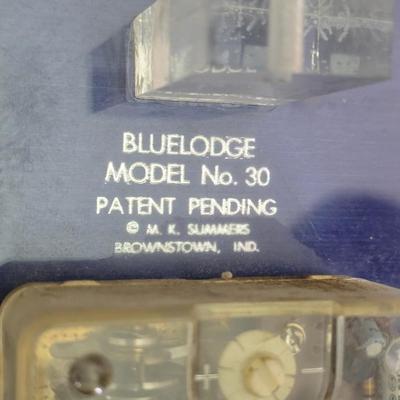 BLUELODGE
MODEL No. 30
PATENT PENDING
© M. K. SUMMERS
BROWNSTOWN, IND.